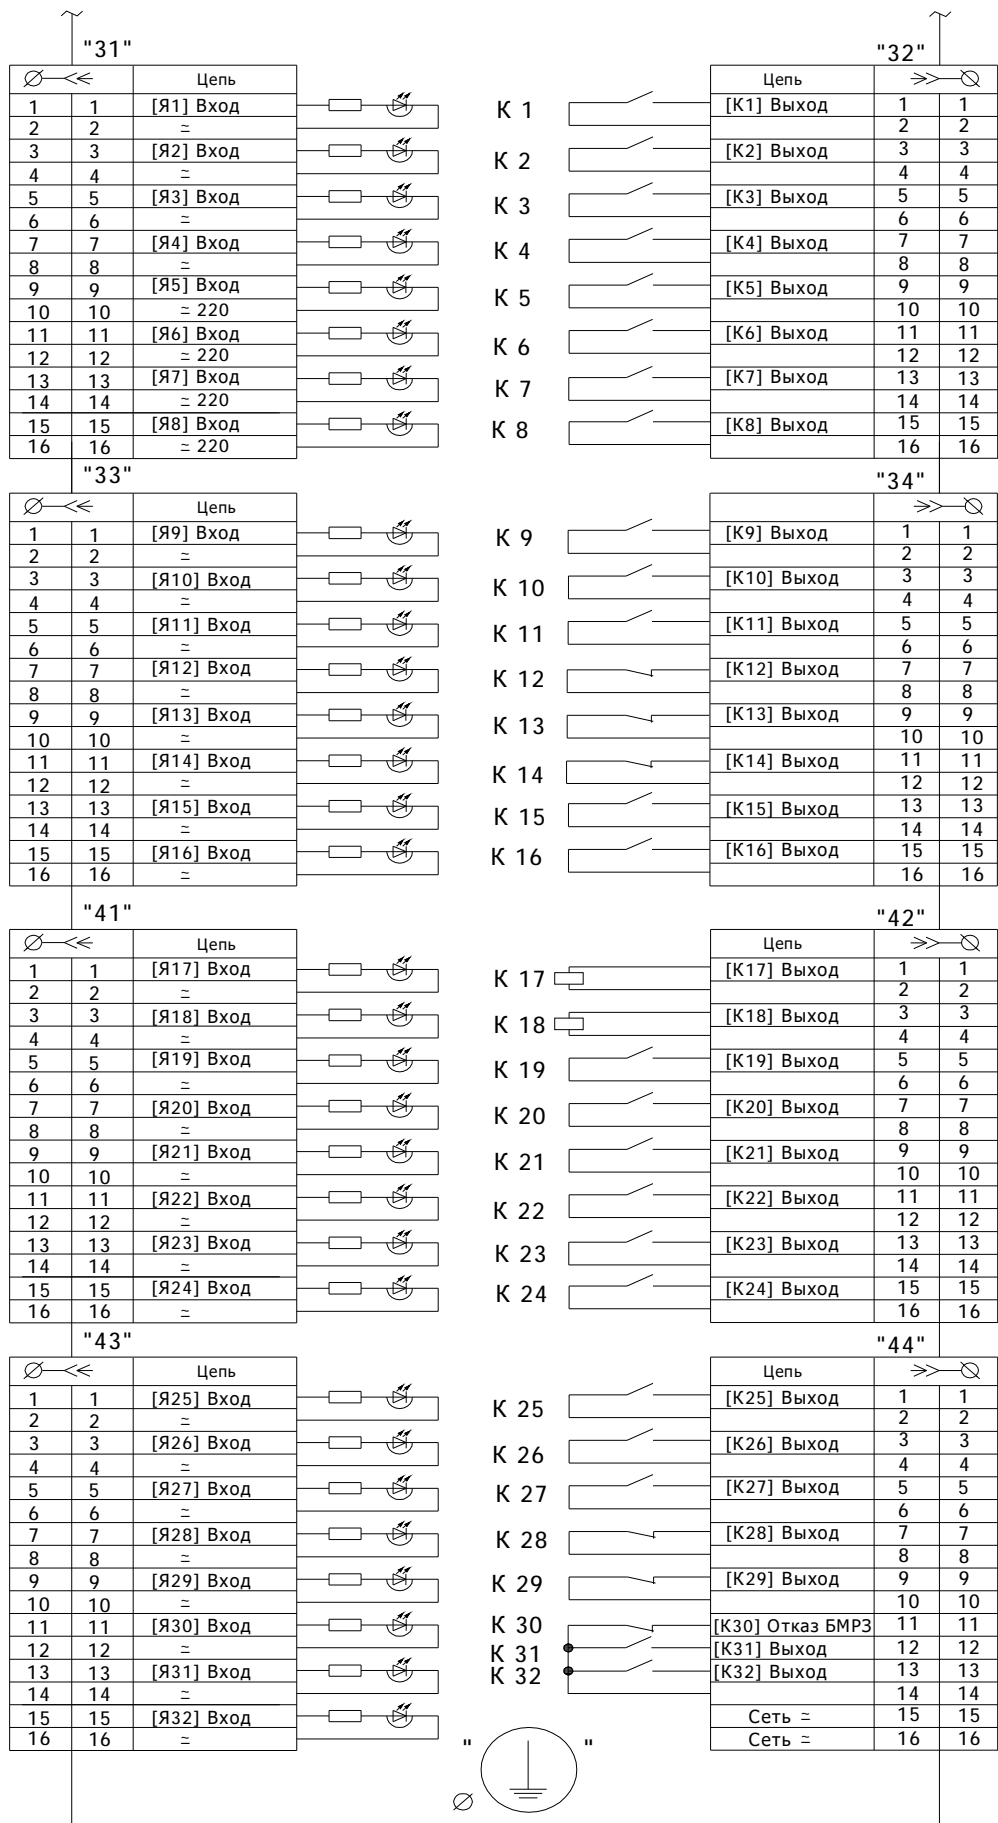 "31" "32"
Цепь Цепь
1 1 [Я1] Вход К 1 [К1] Выход 1 1
2 2 ≃ 2 2
3 3 [Я2] Вход К 2 [К2] Выход 3 3
4 4 ≃ 4 4
5 5 [Я3] Вход К 3 [К3] Выход 5 5
6 6 ≃ 6 6
7 7 [Я4] Вход К 4 [К4] Выход 7 7
8 8 ≃ 8 8
9 9 [Я5] Вход К 5 [К5] Выход 9 9
10 10 ≃ 220 10 10
11 11 [Я6] Вход К 6 [К6] Выход 11 11
12 12 ≃ 220 12 12
13 13 [Я7] Вход К 7 [К7] Выход 13 13
14 14 ≃ 220 14 14
15 15 [Я8] Вход К 8 [К8] Выход 15 15
16 16 ≃ 220 16 16
"33" "34"
Цепь
1 1 [Я9] Вход К 9 [К9] Выход 1 1
2 2 ≃ 2 2
3 3 [Я10] Вход К 10 [К10] Выход 3 3
4 4 ≃ 4 4
5 5 [Я11] Вход К 11 [К11] Выход 5 5
6 6 ≃ 6 6
7 7 [Я12] Вход К 12 [К12] Выход 7 7
8 8 ≃ 8 8
9 9 [Я13] Вход К 13 [К13] Выход 9 9
10 10 ≃ 10 10
11 11 [Я14] Вход К 14 [К14] Выход 11 11
12 12 ≃ 12 12
13 13 [Я15] Вход К 15 [К15] Выход 13 13
14 14 ≃ 14 14
15 15 [Я16] Вход К 16 [К16] Выход 15 15
16 16 ≃ 16 16
"41" "42"
Цепь Цепь
1 1 [Я17] Вход К 17 [К17] Выход 1 1
2 2 ≃ 2 2
3 3 [Я18] Вход К 18 [К18] Выход 3 3
4 4 ≃ 4 4
5 5 [Я19] Вход К 19 [К19] Выход 5 5
6 6 ≃ 6 6
7 7 [Я20] Вход К 20 [К20] Выход 7 7
8 8 ≃ 8 8
9 9 [Я21] Вход К 21 [К21] Выход 9 9
10 10 ≃ 10 10
11 11 [Я22] Вход К 22 [К22] Выход 11 11
12 12 ≃ 12 12
13 13 [Я23] Вход К 23 [К23] Выход 13 13
14 14 ≃ 14 14
15 15 [Я24] Вход К 24 [К24] Выход 15 15
16 16 ≃ 16 16
"43" "44"
Цепь Цепь
1 1 [Я25] Вход К 25 [К25] Выход 1 1
2 2 ≃ 2 2
3 3 [Я26] Вход К 26 [К26] Выход 3 3
4 4 ≃ 4 4
5 5 [Я27] Вход К 27 [К27] Выход 5 5
6 6 ≃ 6 6
7 7 [Я28] Вход К 28 [К28] Выход 7 7
8 8 ≃ 8 8
9 9 [Я29] Вход К 29 [К29] Выход 9 9
10 10 ≃ 10 10
11 11 [Я30] Вход К 30 [К30] Отказ БМРЗ 11 11
12 12 ≃ К 31 [К31] Выход 12 12
13 13 [Я31] Вход К 32 [К32] Выход 13 13
14 14 ≃ 14 14
15 15 [Я32] Вход Сеть ≃ 15 15
16 16 ≃ Сеть ≃ 16 16
" "